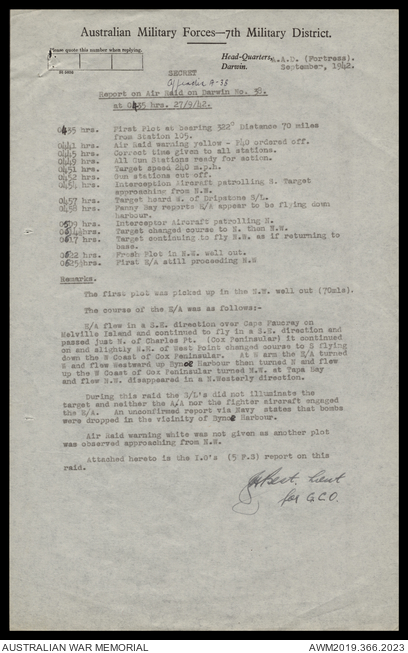 Australian Military Forces—7th Military District.
Please quote this number when replying.
Head-Quarters, A.A.D. (Fortress).
Darwin. September, 1942.
SECRET
Appendix
Report on Air Raid on Darwin No. 38.
at 0435 hrs. 27/9/42.
0435 hrs. First Plot at bearing 322° Distance 70 miles
from Station 105.
0441 hrs. Air Raid warning yellow - P40 ordered off.
0445 hrs. Correct time given to all stations.
0449 hrs. All Gun Stations ready for action.
0451 hrs. Target speed 240 m.p.h.
0452 hrs. Gun stations cut off.
0454 hrs. Interception Aircraft patrolling N. Target
approaching from N.W.
0457 hrs. Target heard W. of Dripstone S/L.
0458 hrs. Fanny Bay reports E/A appear to be flying down
harbour.
hrs. Interceptor Aircraft patrolling N.
hrs. Target changed course to N. then N.W.
hrs. Target continuing to fly N.W. as if returning to
base.
hrs. Fresh Plot in N.W. well out.
hrs. First E/A still proceeding N.W
Remarks.
The first plot was picked up in the N.W. well out (70mls).
The course of the E/A was as follows:-
E/A flew in a S.E. direction over Cape Fourcroy on
Melville Island and continued to fly in a S.E. direction and
passed just N. of Charles Pt. (Cox Peninsular) it continued
on and slightly N.E. of West Point changed course to S flying
down the E Coast of Cox Peninsular. At W arm the E/A turned
W and flew Westward up Bynoe Harbour then turned N and flew
up the W Coast of Cox Peninsular turned N.E. at Tapa Bay
and flew N.W. disappeared in a N.Westerly direction.
During this raid the S/L's did not illuminate the
target and neither the A/A nor the fighter aircraft engaged
the E/A. An unconfirmed report via Navy states that bombs
were dropped in the vicinity of Bynoe Harbour.
Air Raid warning white was not given as another plot
was observed approaching from N.W.
Attached hereto is the I.O's (5 F.S) report on this
raid.
Lieut
for G.C.O.
AUSTRALIAN WAR MEMORIAL
AWM2019.366.2023